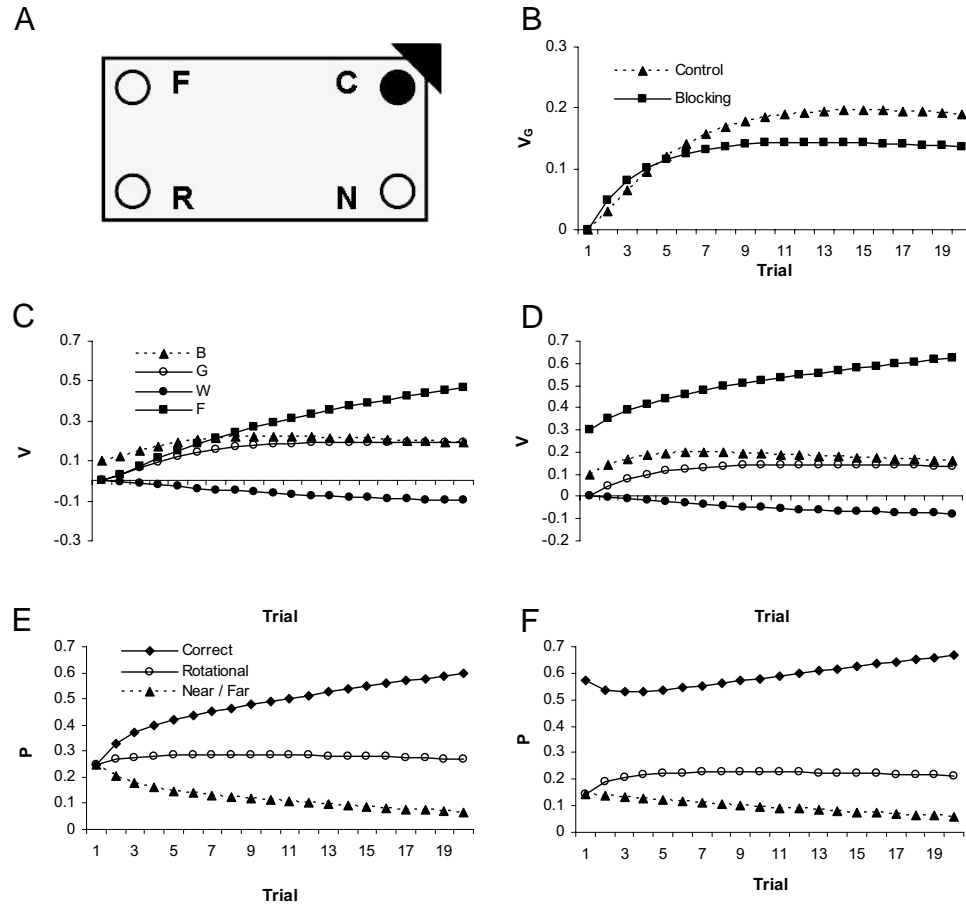 A
F
C
R
N
B
V_G
0.3
0.2
0.1
0
Control
Blocking
1 3 5 7 9 11 13 15 17 19
Trial
C
V
0.7
0.5
0.3
0.1
-0.1
-0.3
B
G
W
F
Trial
D
V
0.7
0.6
0.5
0.4
0.3
0.2
0.1
0
-0.1
-0.2
Trial
E
P
0.7
0.6
0.5
0.4
0.3
0.2
0.1
0
Correct
Rotational
Near / Far
1 3 5 7 9 11 13 15 17 19
Trial
F
P
0.7
0.6
0.5
0.4
0.3
0.2
0.1
0
1 3 5 7 9 11 13 15 17 19
Trial